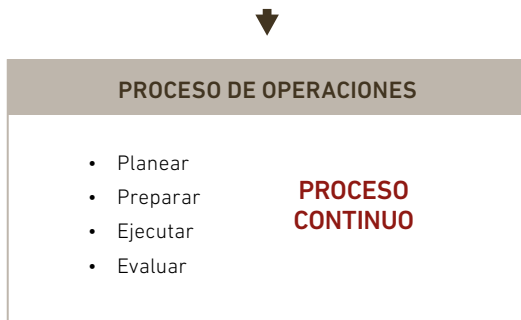 PROCESO DE OPERACIONES
• Planear
• Preparar
• Ejecutar
• Evaluar
PROCESO
CONTINUO